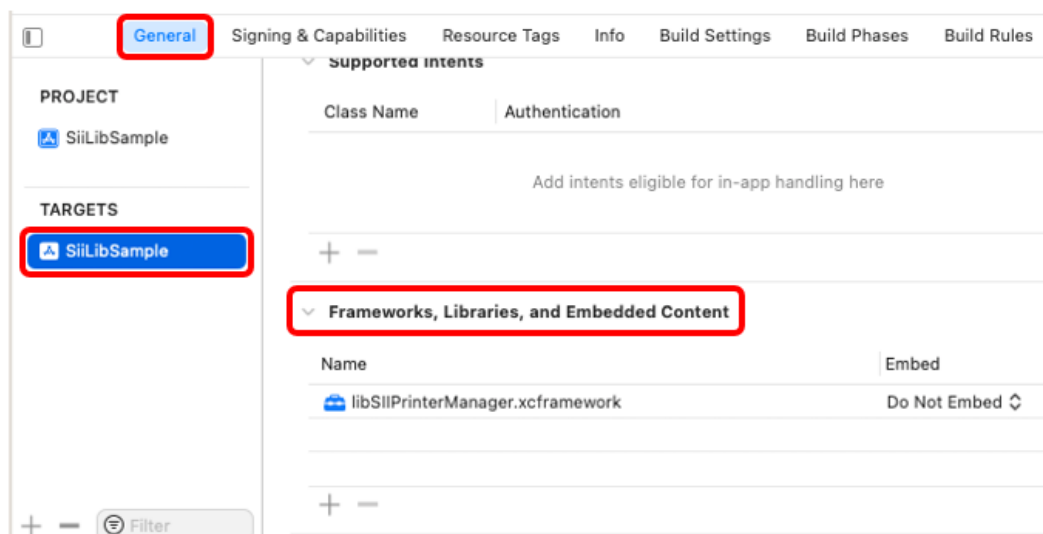 General Signing & Capabilities Resource Tags Info Build Settings Build Phases Build Rules
PROJECT
SiiLibSample
TARGETS
SiiLibSample
Filter
Supported Intents
Class Name Authentication
Add intents eligible for in-app handling here
Frameworks, Libraries, and Embedded Content
Name Embed
libSIIPrinterManager.xcframework Do Not Embed